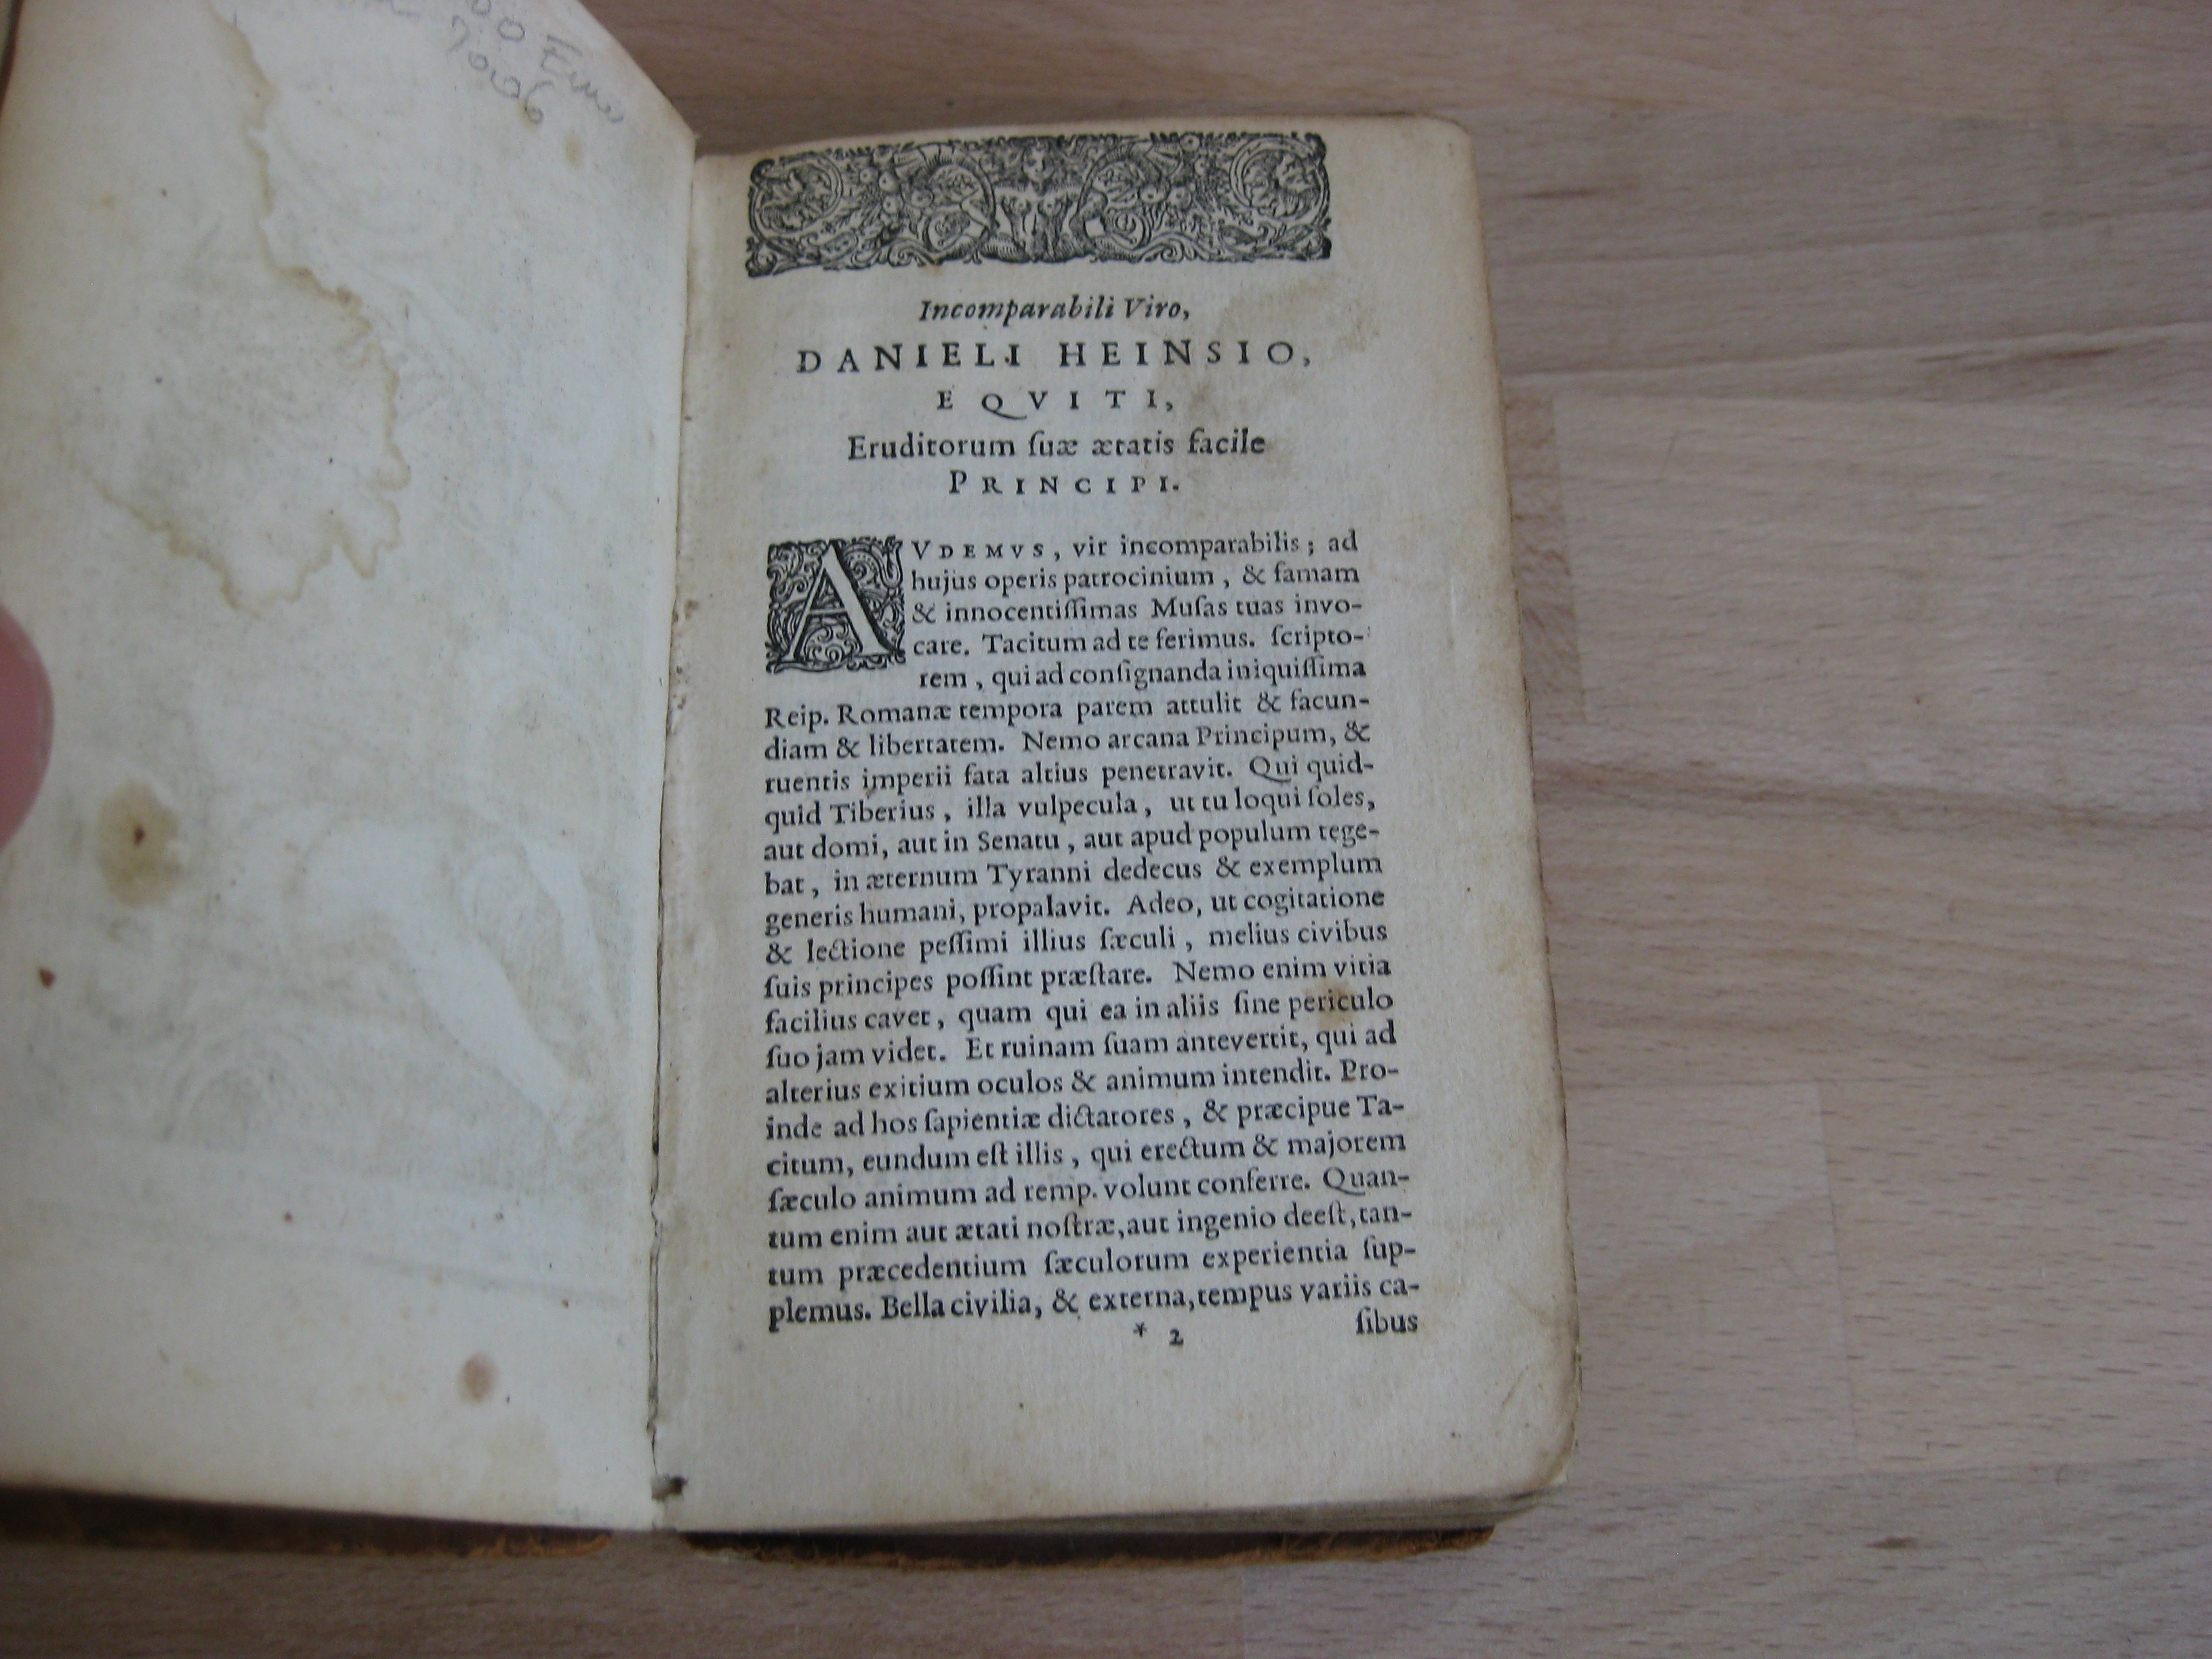 00 Euro
2006
Incomparabili Viro,
DANIELI HEINSIO,
EQVITI,
Eruditorum ſuæ ætatis facile
PRINCIPI.
AVDEMVS, vir incomparabilis; ad
hujus operis patrocinium, & famam
& innocentiſſimas Muſas tuas invo-
care. Tacitum ad te ferimus. ſcripto-
rem, qui ad conſignanda iniquiſſima
Reip. Romanæ tempora parem attulit & facun-
diam & libertatem. Nemo arcana Principum, &
ruentis imperii fata altius penetravit. Qui quid-
quid Tiberius, illa vulpecula, ut tu loqui ſoles,
aut domi, aut in Senatu, aut apud populum tege-
bat, in æternum Tyranni dedecus & exemplum
generis humani, propalavit. Adeo, ut cogitatione
& lectione peſſimi illius ſæculi, melius civibus
ſuis principes poſſint præſtare. Nemo enim vitia
facilius cavet, quam qui ea in aliis ſine periculo
ſuo jam videt. Et ruinam ſuam antevertit, qui ad
alterius exitium oculos & animum intendit. Pro-
inde ad hos ſapientiæ dictatores, & præcipue Ta-
citum, eundum eſt illis, qui erectum & majorem
ſæculo animum ad remp. volunt conferre. Quan-
tum enim aut ætati noſtræ, aut ingenio deeſt, tan-
tum præcedentium ſæculorum experientia ſup-
plemus. Bella civilia, & externa, tempus variis ca-
* 2 ſibus